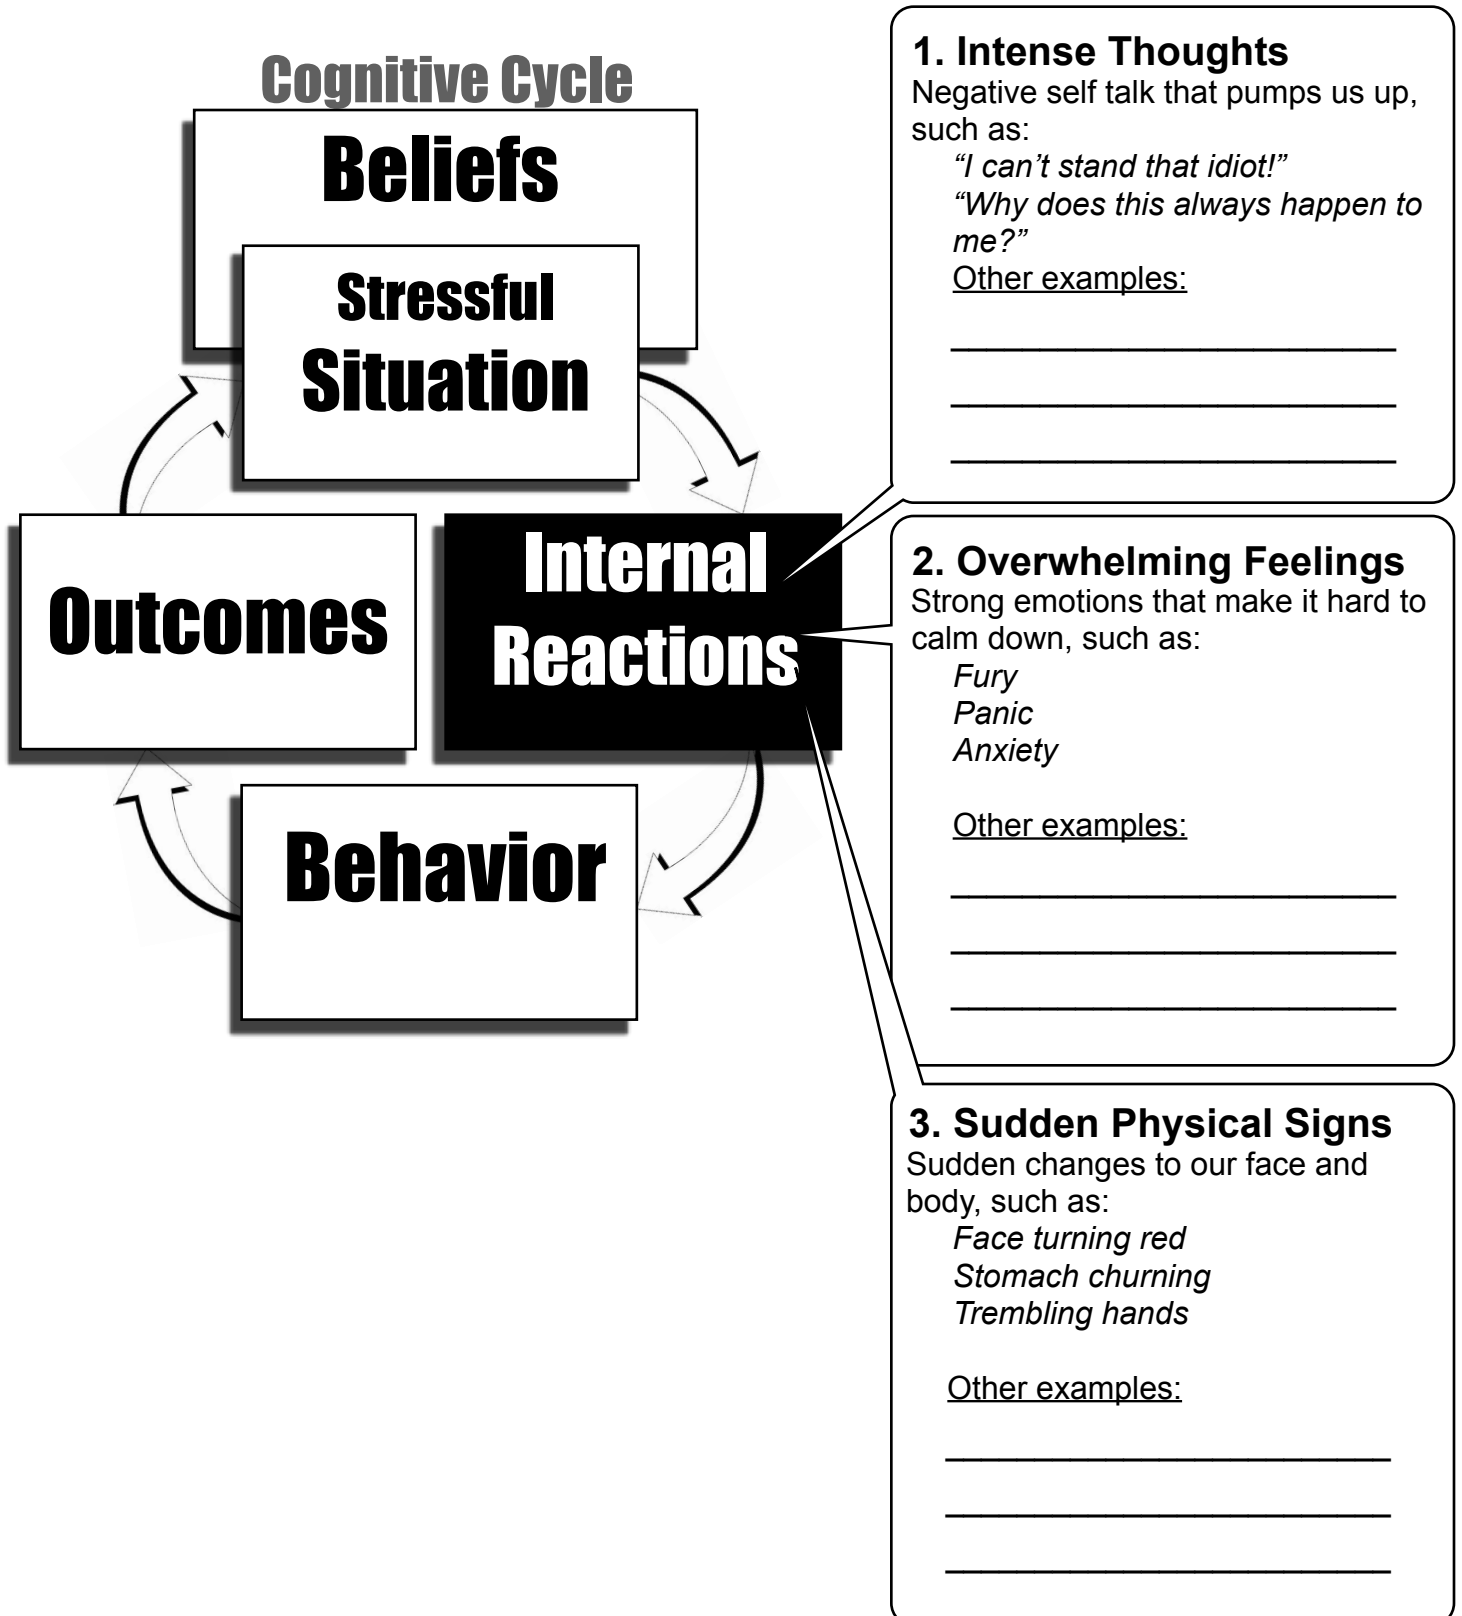 Cognitive Cycle
Beliefs
Stressful
Situation
Internal
Reactions
Outcomes
Behavior
1. Intense Thoughts
Negative self talk that pumps us up,
such as:
“I can’t stand that idiot!”
“Why does this always happen to
me?”
Other examples:
2. Overwhelming Feelings
Strong emotions that make it hard to
calm down, such as:
Fury
Panic
Anxiety
Other examples:
3. Sudden Physical Signs
Sudden changes to our face and
body, such as:
Face turning red
Stomach churning
Trembling hands
Other examples: